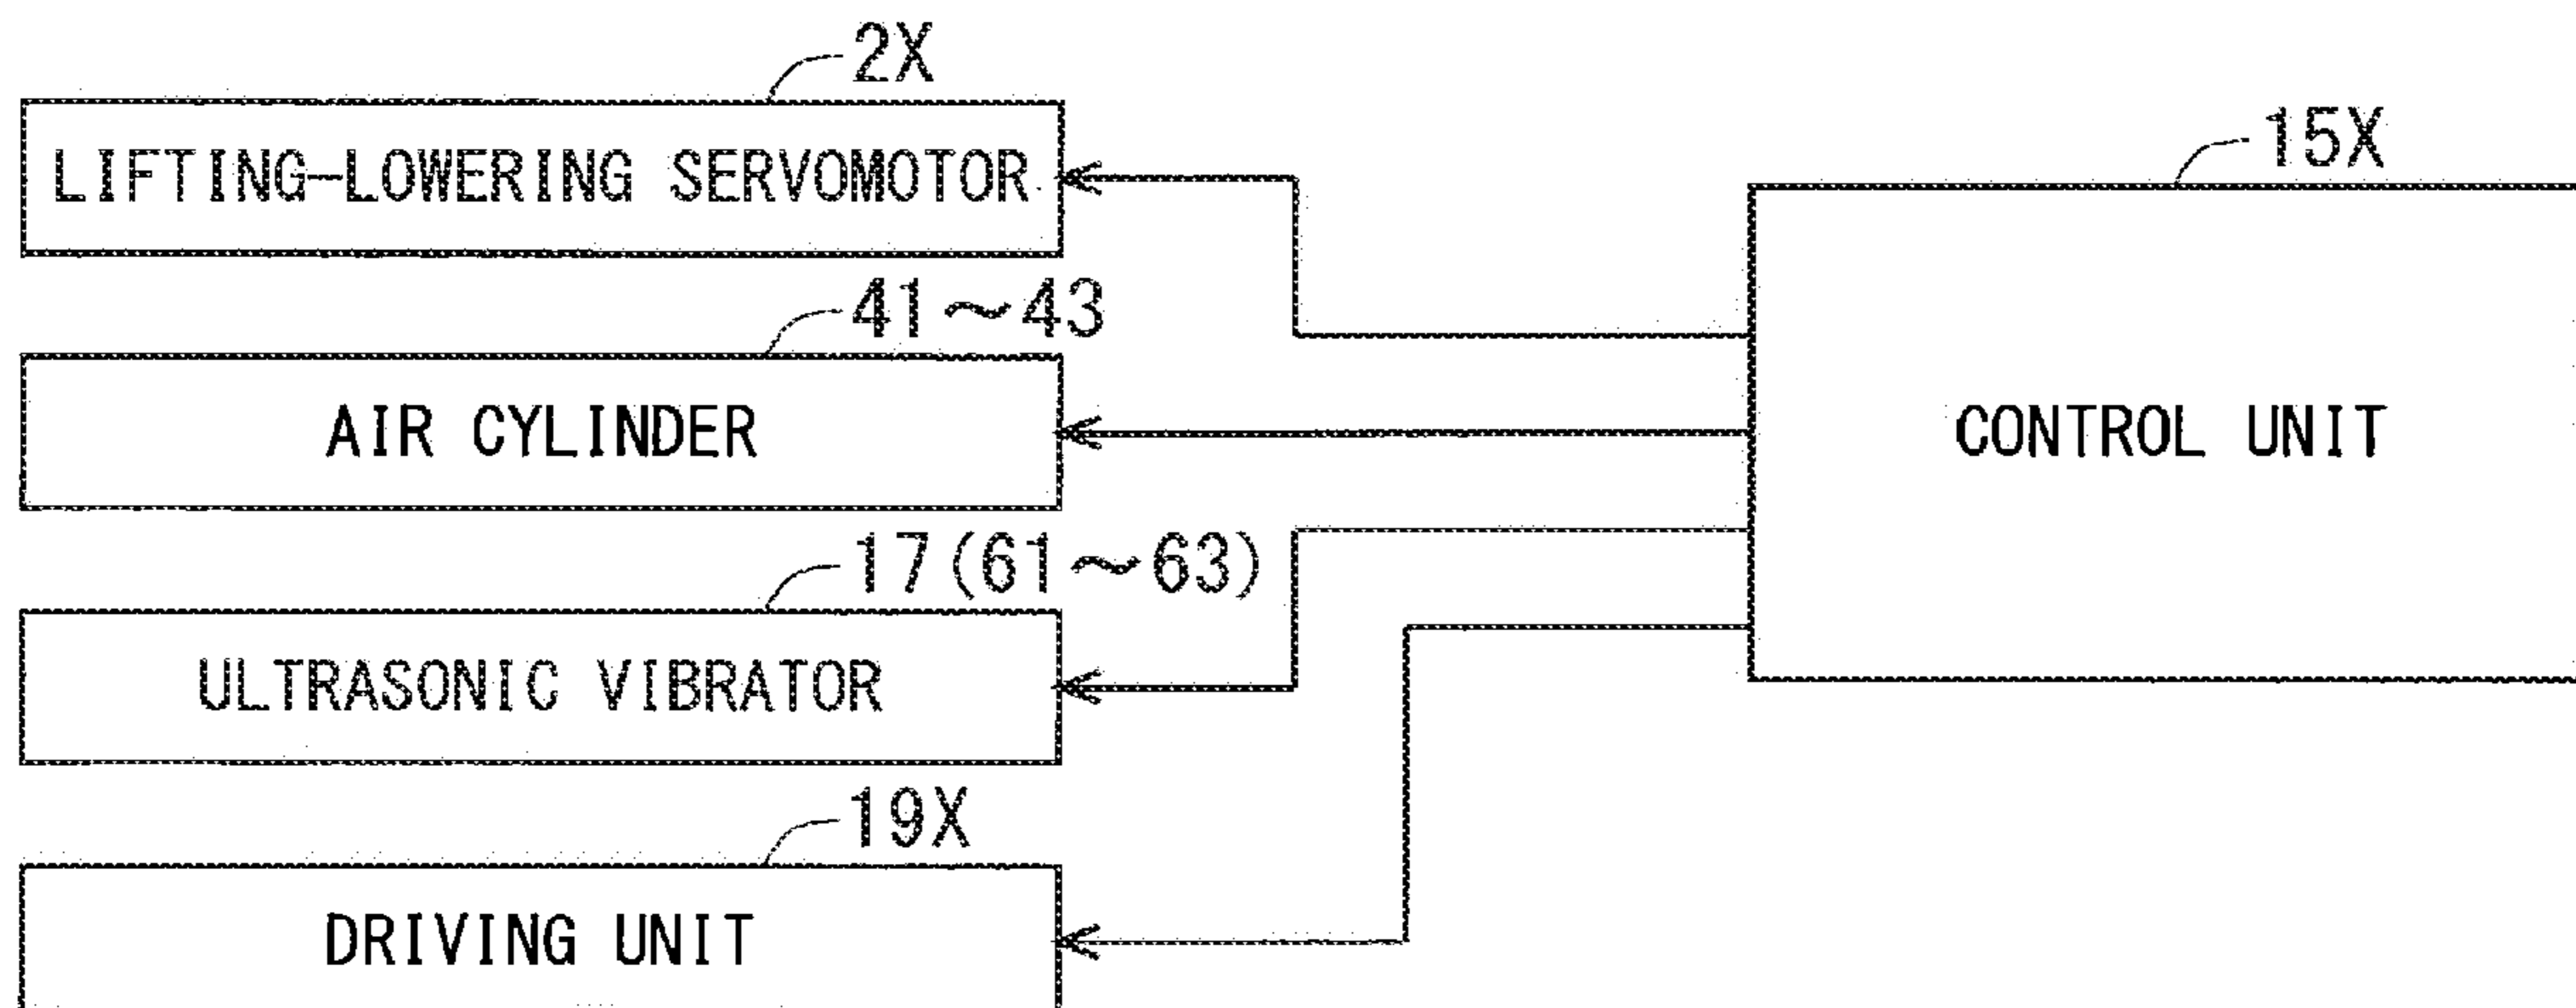 2X
LIFTING-LOWERING SERVOMOTOR
15X
41～43
AIR CYLINDER
CONTROL UNIT
17(61～63)
ULTRASONIC VIBRATOR
19X
DRIVING UNIT